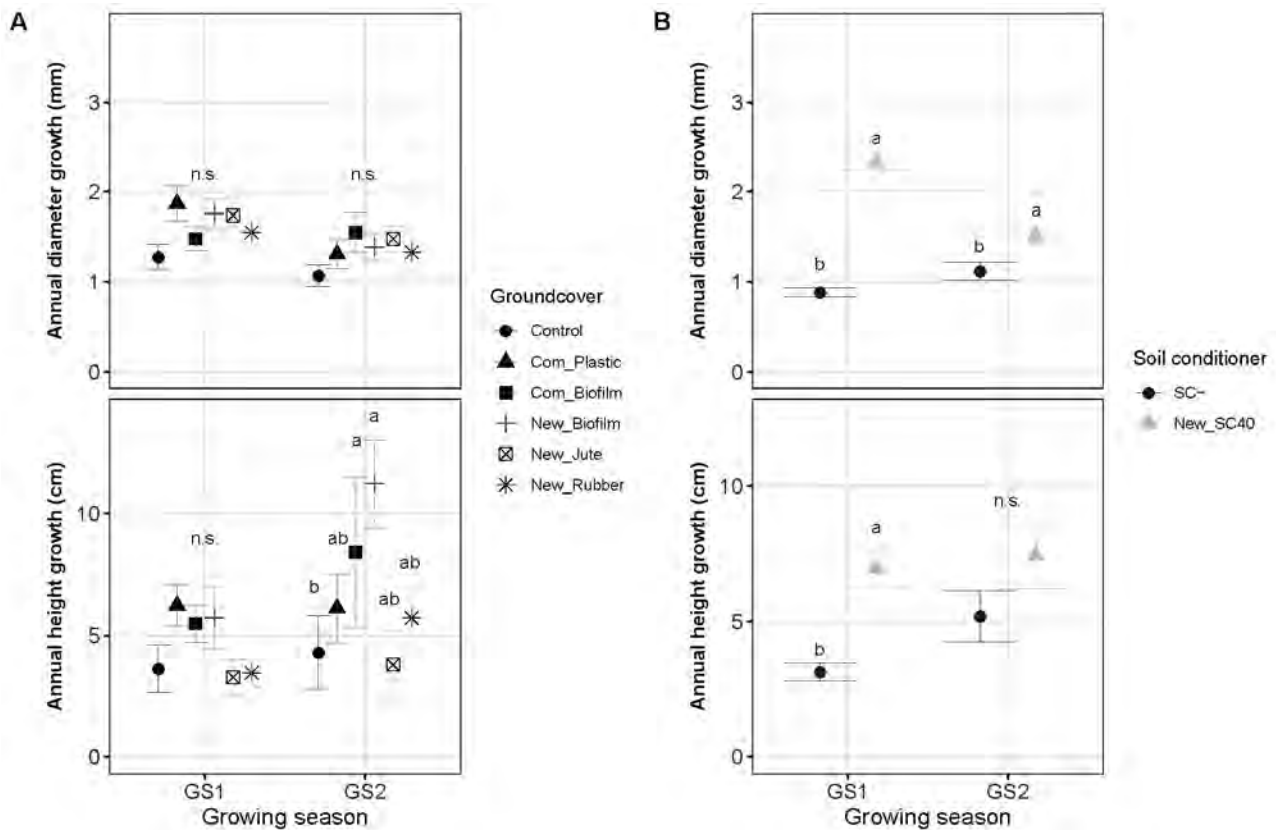 A
Annual diameter growth (mm)
3
2
1
0
n.s.
n.s.
Annual height growth (cm)
10
5
0
n.s.
b
ab
a
a
ab
ab
GS1
GS2
Growing season
Groundcover
Control
Com_Plastic
Com_Biofilm
New_Biofilm
New_Jute
New_Rubber
B
Annual diameter growth (mm)
3
2
1
0
b
a
b
a
Annual height growth (cm)
10
5
0
b
a
n.s.
GS1
GS2
Growing season
Soil conditioner
SC-
New_SC40